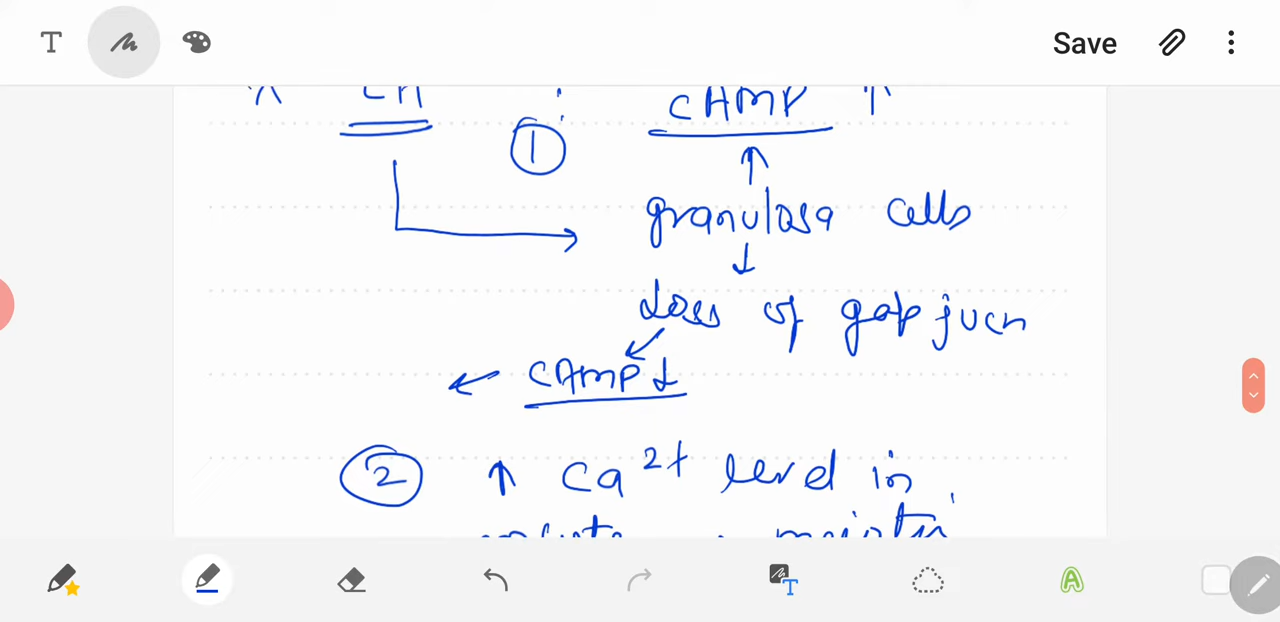 T Save
LH : cAMP ↑
①
↑
granulosa cells
↓
Loss of gap jucn
← CAMP↓
② ↑ Ca2+ level in
T A